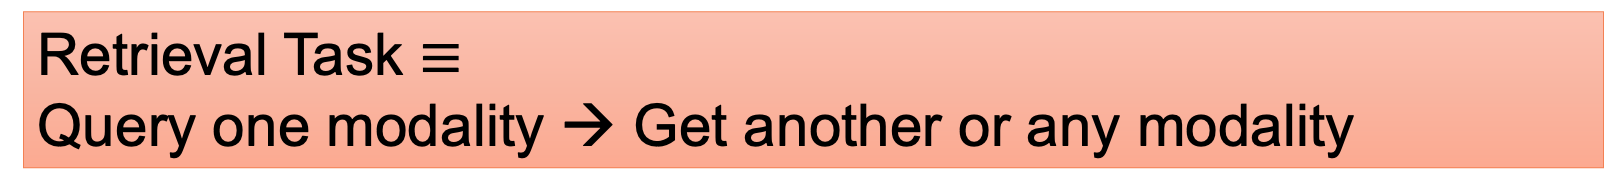 Retrieval Task ≡
Query one modality → Get another or any modality